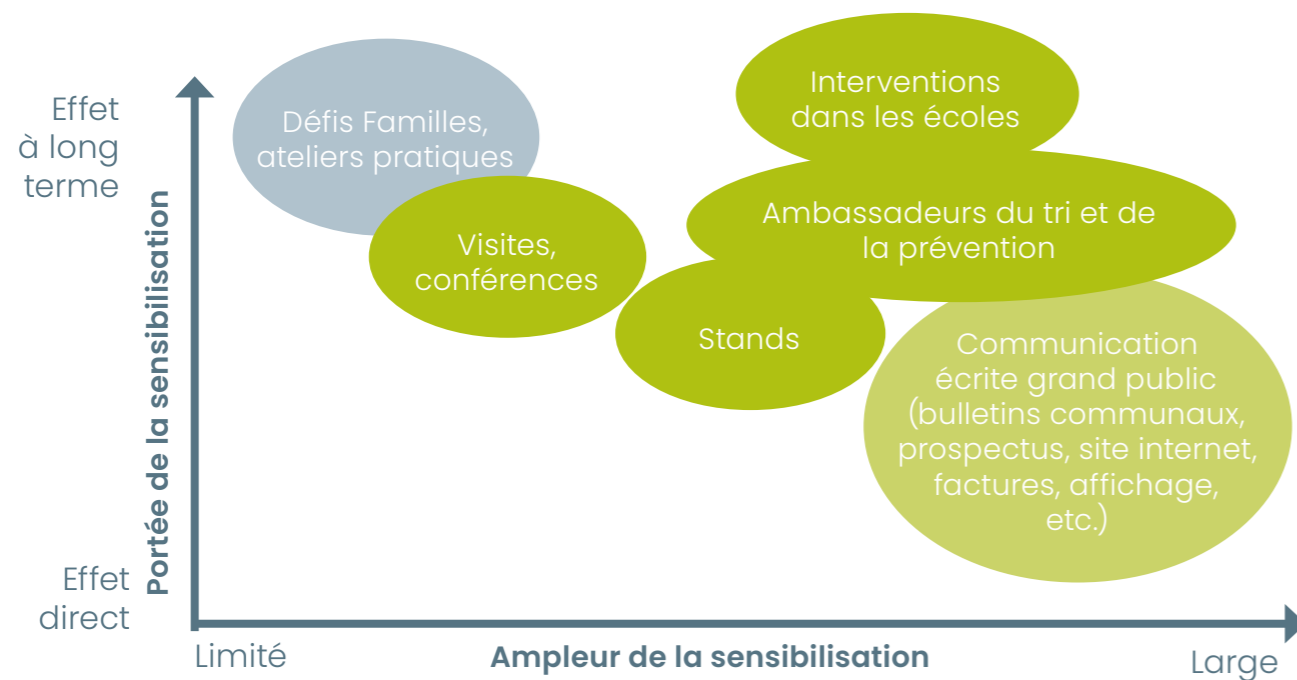 Effet
à long
terme
Portée de la sensibilisation
Effet
direct
Défis Familles,
ateliers pratiques
Visites,
conférences
Interventions
dans les écoles
Ambassadeurs du tri et de
la prévention
Stands
Communication
écrite grand public
(bulletins communaux,
prospectus, site internet,
factures, affichage,
etc.)
Limité
Ampleur de la sensibilisation
Large